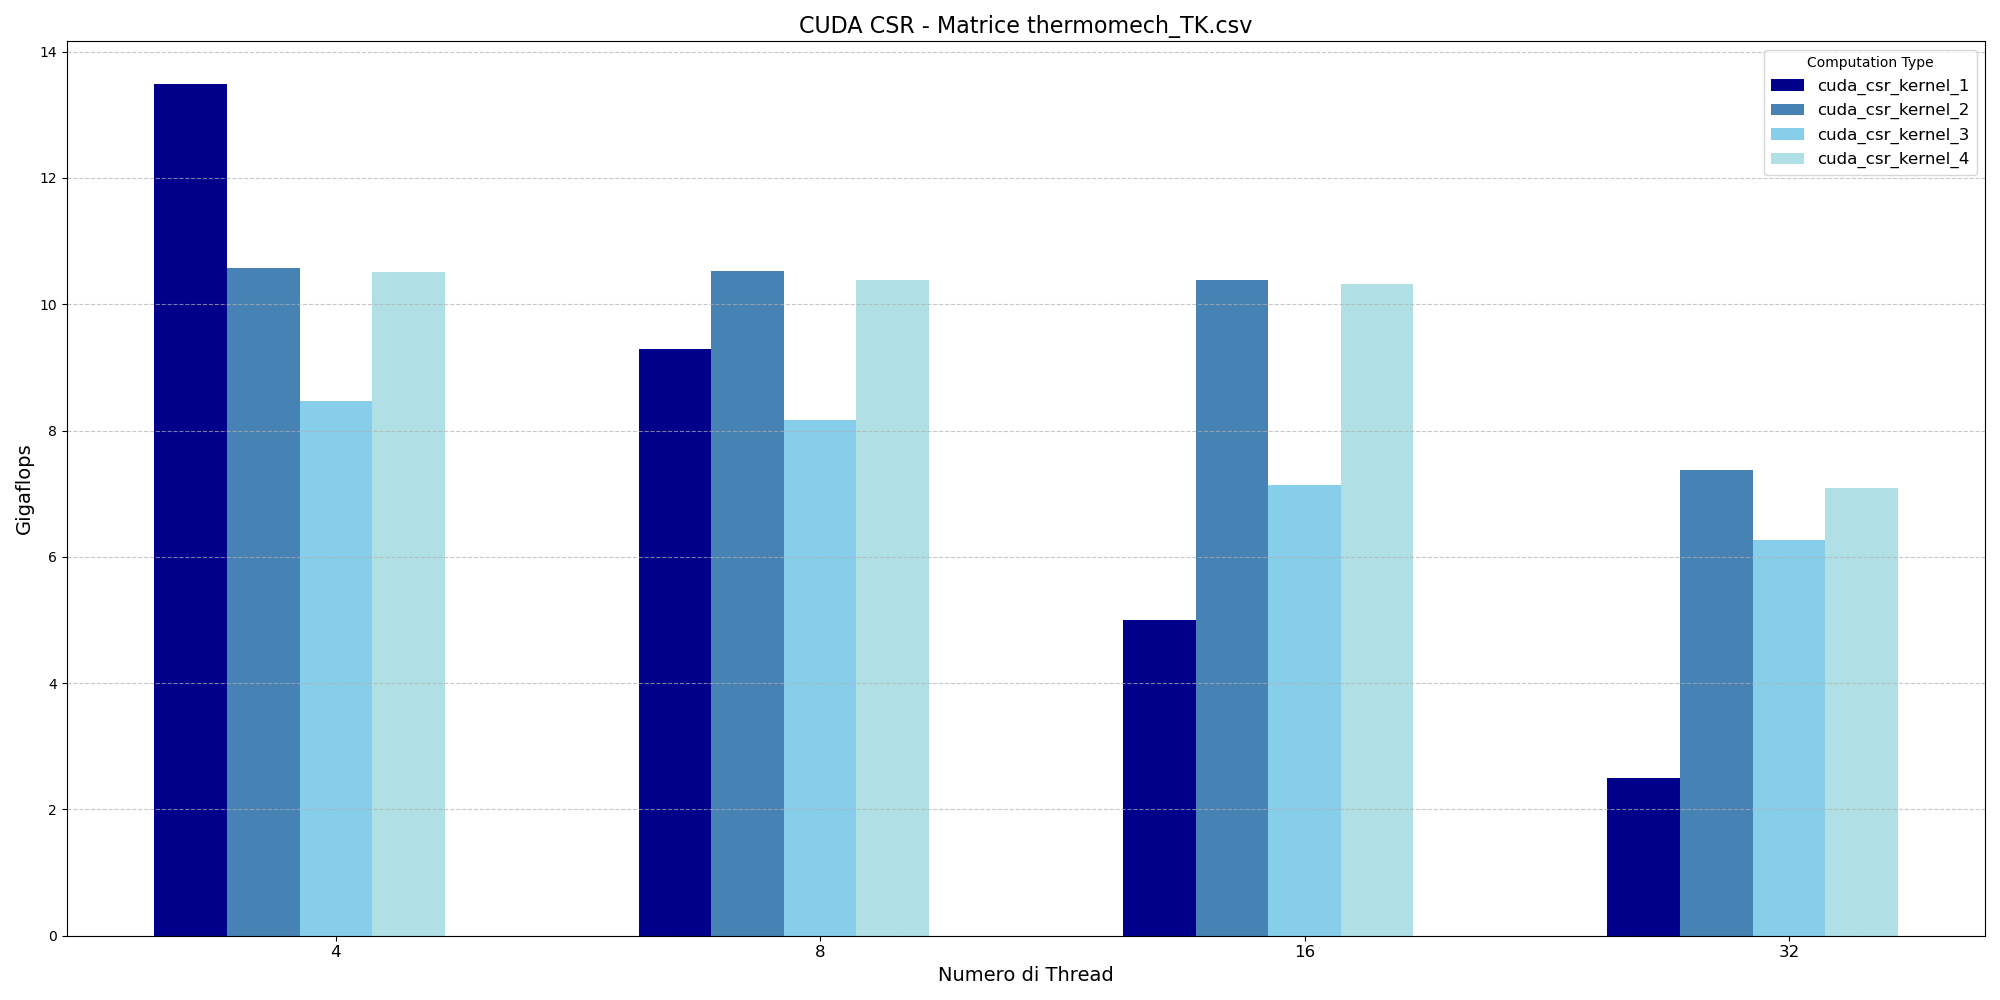 CUDA CSR - Matrice thermomech_TK.csv
Computation Type
cuda_csr_kernel_1
cuda_csr_kernel_2
cuda_csr_kernel_3
cuda_csr_kernel_4
Gigaflops
14
12
10
8
6
4
2
0
4 8 16 32
Numero di Thread